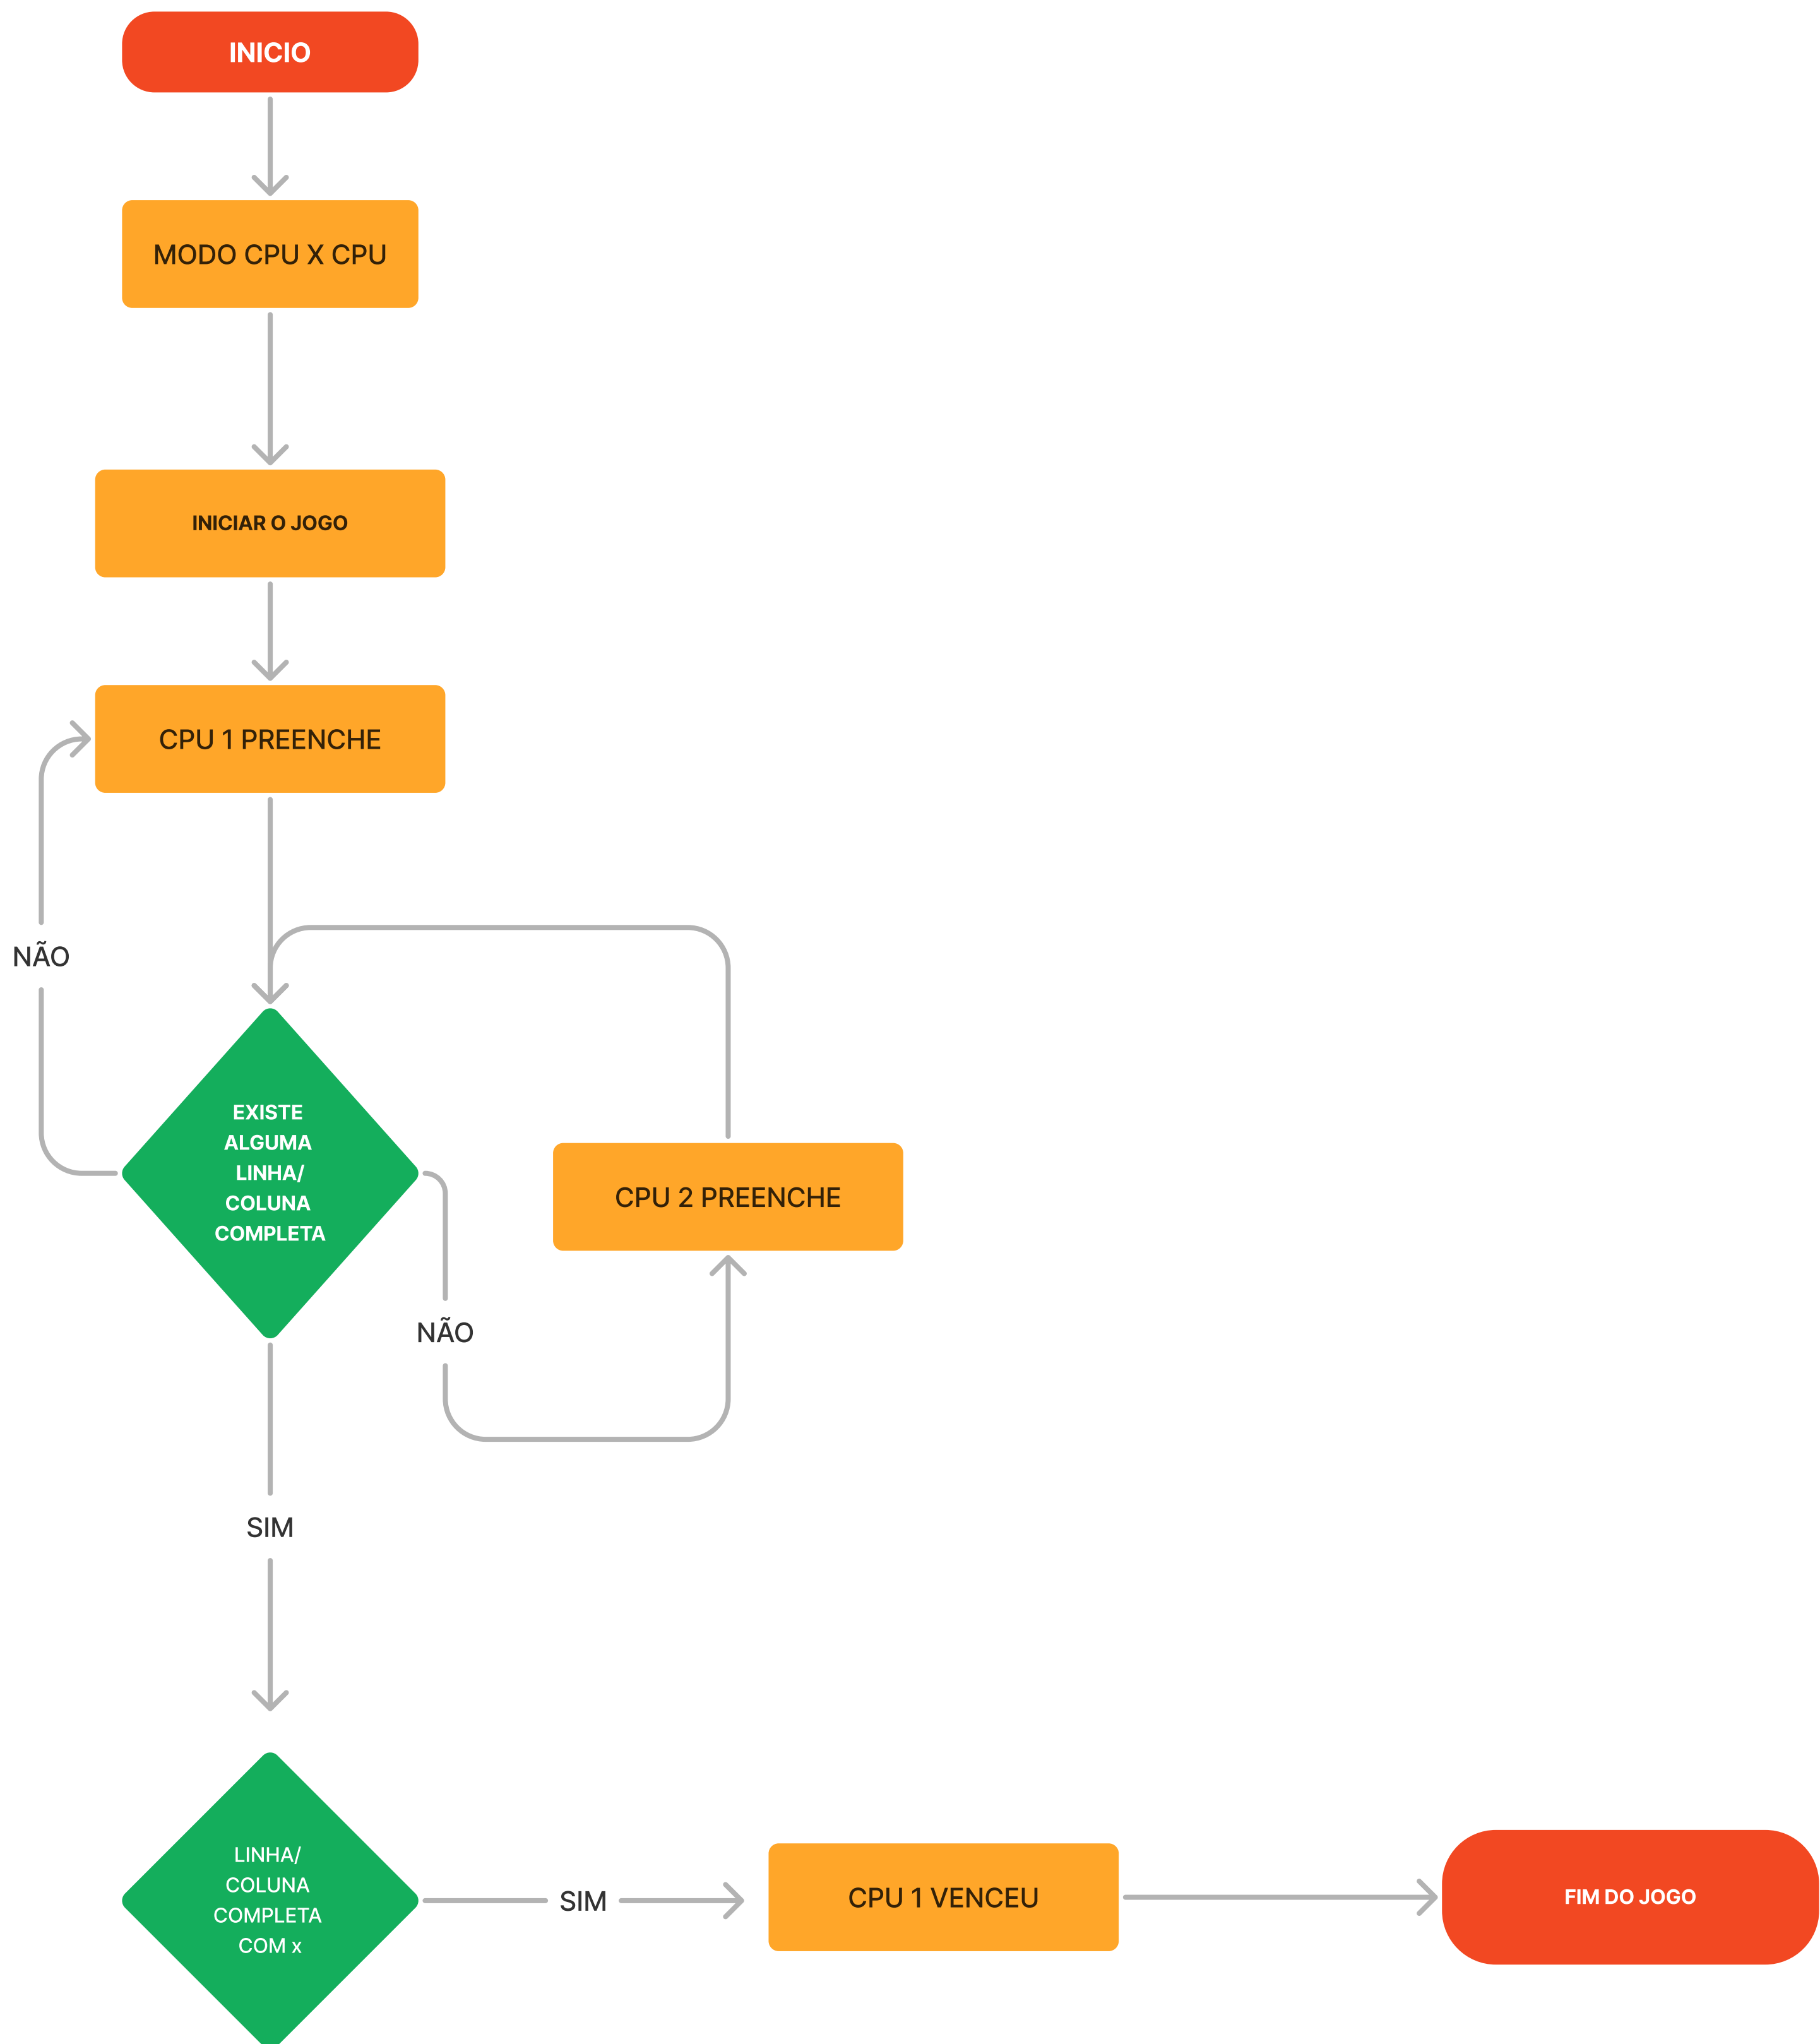 INICIO
MODO CPU X CPU
INICIAR O JOGO
CPU 1 PREENCHE
NÃO
EXISTE
ALGUMA
LINHA/
COLUNA
COMPLETA
CPU 2 PREENCHE
NÃO
SIM
LINHA/
COLUNA
COMPLETA
COM x
SIM
CPU 1 VENCEU
FIM DO JOGO